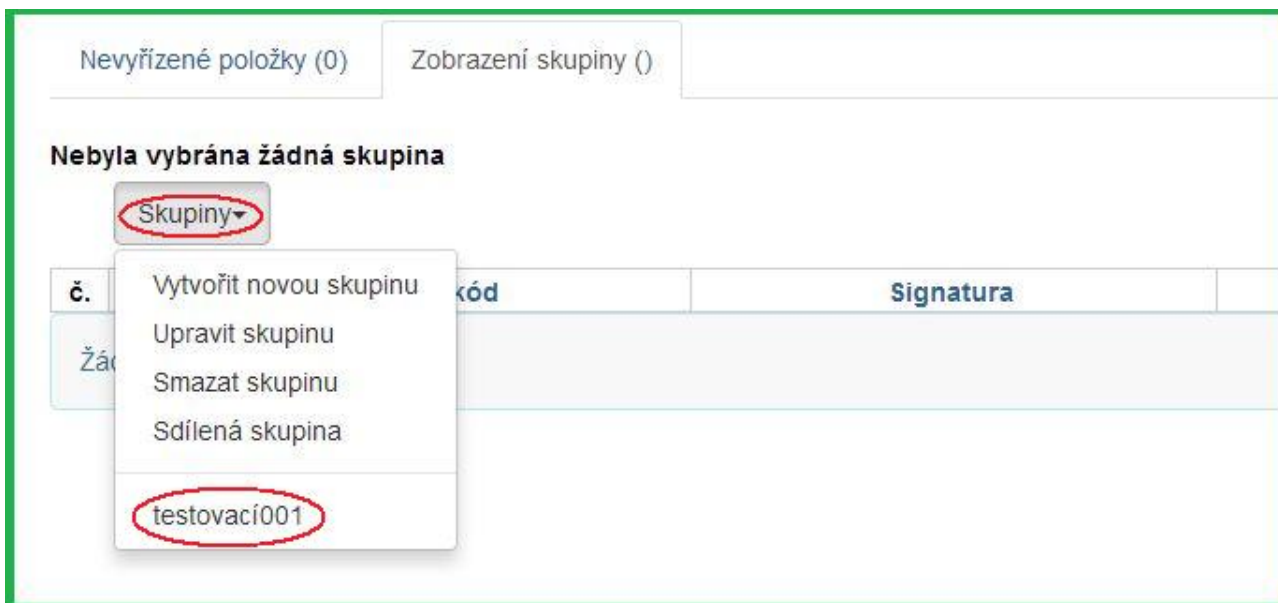 Nevyřízené položky (0) Zobrazení skupiny ()
Nebyla vybrána žádná skupina
Skupiny
Vytvořit novou skupinu
Upravit skupinu
Smazat skupinu
Sdílená skupina
testovací001
č. kód Signatura